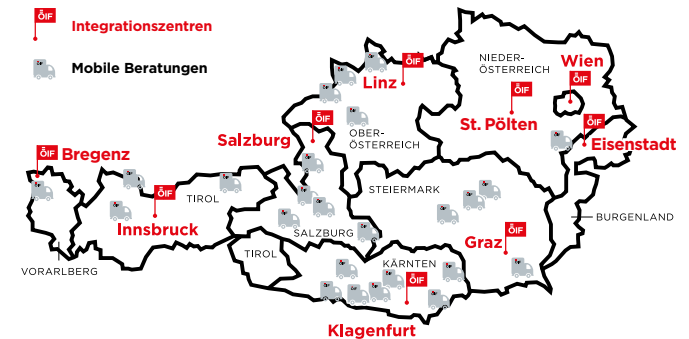 ÖIF Integrationszentren
Mobile Beratungen
NIEDER-
ÖSTERREICH
Wien
ÖIF
Linz
ÖIF
St. Pölten
ÖIF
Eisenstadt
ÖIF
Salzburg
ÖIF
OBER-
ÖSTERREICH
ÖIF Bregenz
STEIERMARK
TIROL
ÖIF
Innsbruck
SALZBURG
Graz
ÖIF
BURGENLAND
VORARLBERG
TIROL
KÄRNTEN
ÖIF
Klagenfurt